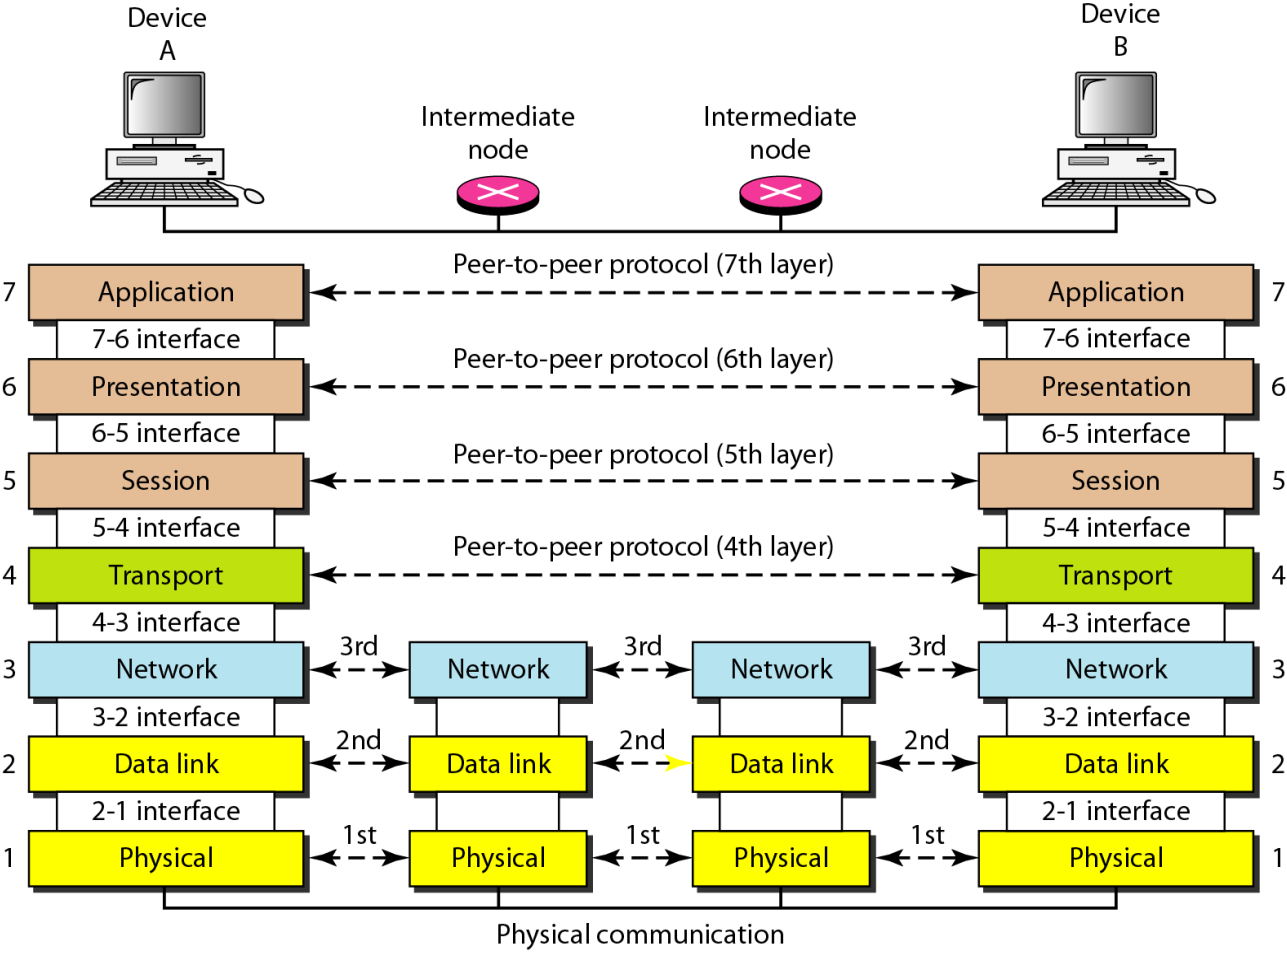 Device
A
Device
B
Intermediate
node
Intermediate
node
Peer-to-peer protocol (7th layer)
7 Application Application 7
7-6 interface 7-6 interface
Peer-to-peer protocol (6th layer)
6 Presentation Presentation 6
6-5 interface 6-5 interface
Peer-to-peer protocol (5th layer)
5 Session Session 5
5-4 interface 5-4 interface
Peer-to-peer protocol (4th layer)
4 Transport Transport 4
4-3 interface 4-3 interface
3rd 3rd 3rd
3 Network Network Network Network 3
3-2 interface 3-2 interface
2nd 2nd 2nd
2 Data link Data link Data link Data link 2
2-1 interface 2-1 interface
1st 1st 1st
1 Physical Physical Physical Physical 1
Physical communication